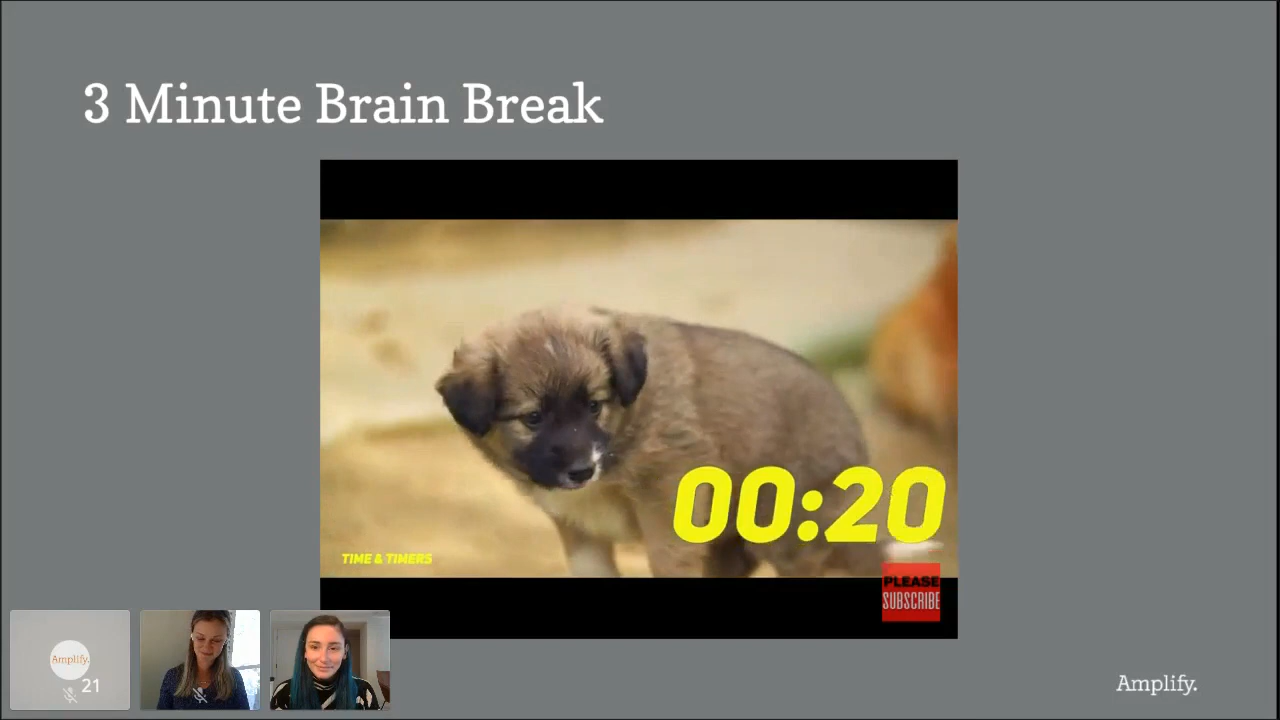 3 Minute Brain Break
00:20
TIME & TIMERS
PLEASE
SUBSCRIBE
Amplify.
21
Amplify.